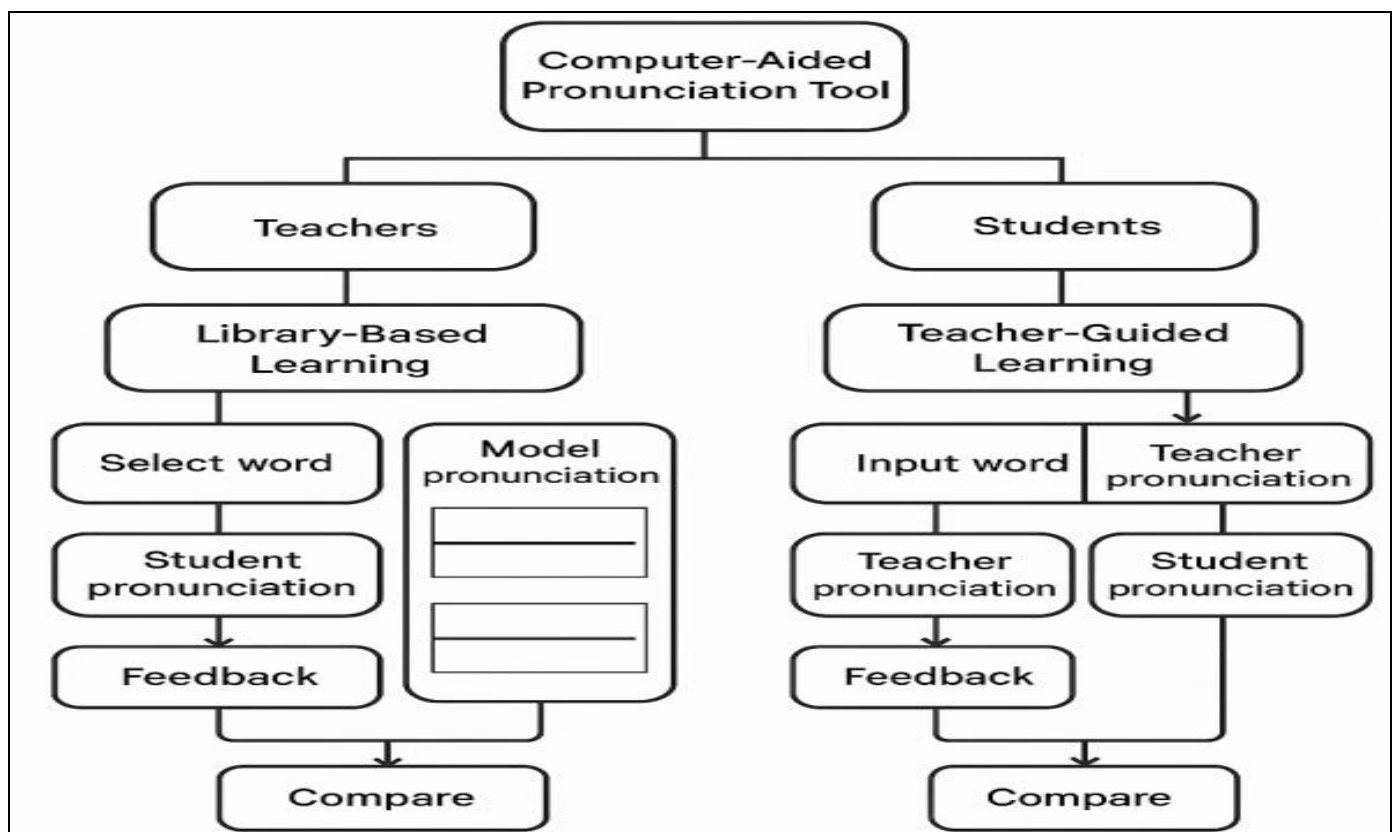 Computer-Aided
Pronunciation Tool
Teachers
Students
Library-Based
Learning
Teacher-Guided
Learning
Select word
Model
pronunciation
Input word
Teacher
pronunciation
Student
pronunciation
Teacher
pronunciation
Student
pronunciation
Feedback
Feedback
Compare
Compare